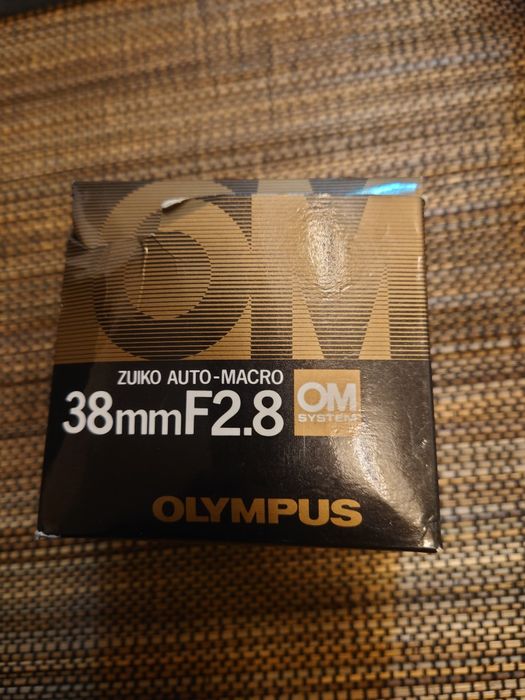 OM
ZUIKO AUTO-MACRO
38mmF2.8
OM
SYSTEM
OLYMPUS